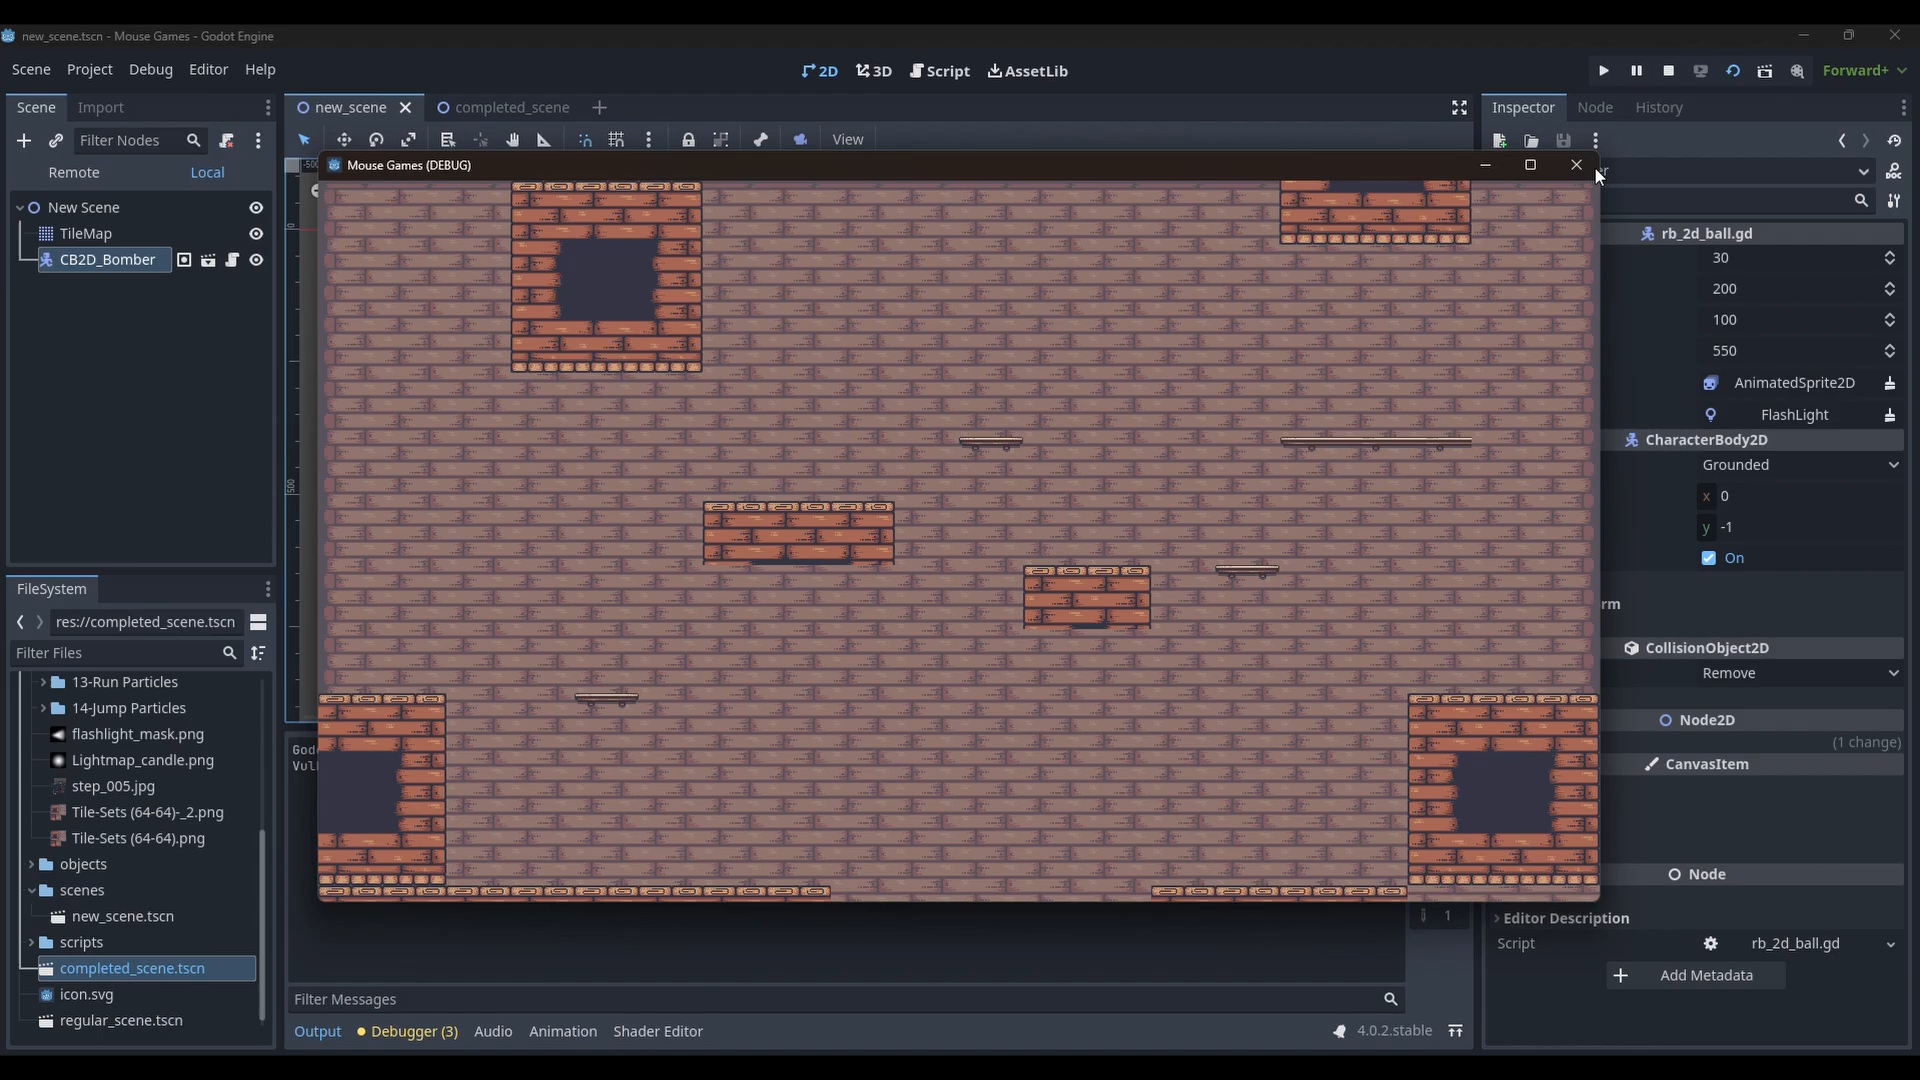 new_scene.tscn - Mouse Games - Godot Engine
Scene Project Debug Editor Help
2D 3D Script AssetLib
Forward+
Scene Import
new_scene completed_scene
Inspector Node History
Filter Nodes
View
Remote Local
Mouse Games (DEBUG)
New Scene
TileMap
CB2D_Bomber
rb_2d_ball.gd
30
200
100
550
AnimatedSprite2D
FlashLight
CharacterBody2D
Grounded
x 0
y -1
On
CollisionObject2D
Remove
Node2D
(1 change)
CanvasItem
Node
Editor Description
Script rb_2d_ball.gd
Add Metadata
500
FileSystem
res://completed_scene.tscn
Filter Files
13-Run Particles
14-Jump Particles
flashlight_mask.png
Lightmap_candle.png
step_005.jpg
Tile-Sets (64-64)-_2.png
Tile-Sets (64-64).png
objects
scenes
new_scene.tscn
scripts
completed_scene.tscn
icon.svg
regular_scene.tscn
1
Filter Messages
Output Debugger (3) Audio Animation Shader Editor
4.0.2.stable